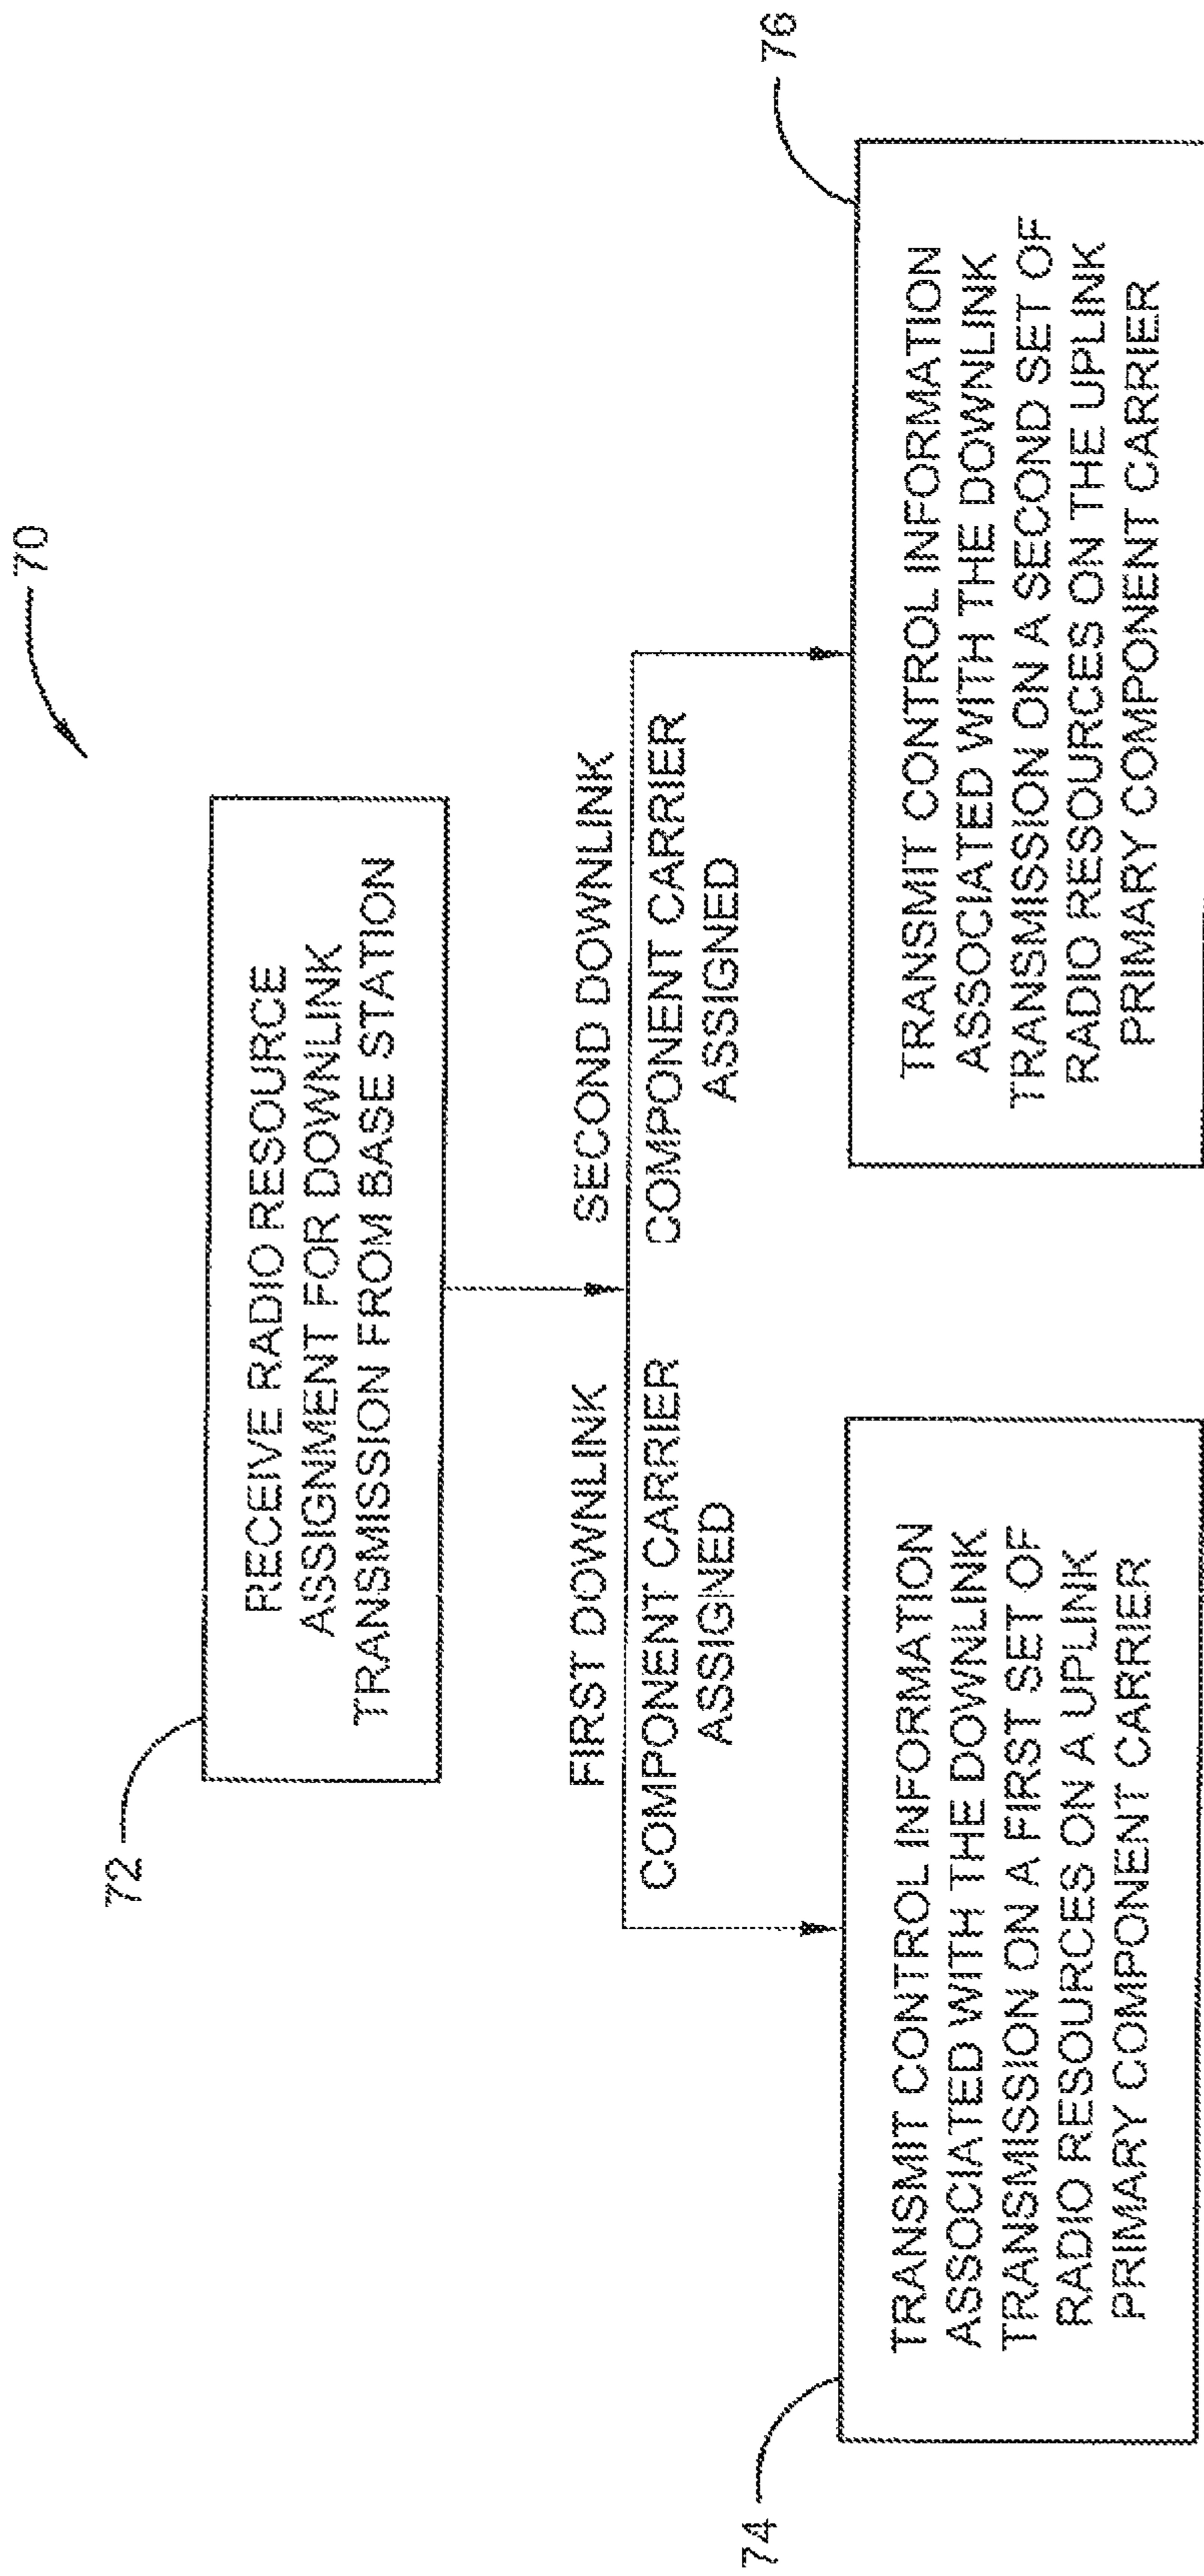 70
72
RECEIVE RADIO RESOURCE
ASSIGNMENT FOR DOWNLINK
TRANSMISSION FROM BASE STATION
FIRST DOWNLINK
COMPONENT CARRIER
ASSIGNED
SECOND DOWNLINK
COMPONENT CARRIER
ASSIGNED
74
TRANSMIT CONTROL INFORMATION
ASSOCIATED WITH THE DOWNLINK
TRANSMISSION ON A FIRST SET OF
RADIO RESOURCES ON A UPLINK
PRIMARY COMPONENT CARRIER
76
TRANSMIT CONTROL INFORMATION
ASSOCIATED WITH THE DOWNLINK
TRANSMISSION ON A SECOND SET OF
RADIO RESOURCES ON THE UPLINK
PRIMARY COMPONENT CARRIER